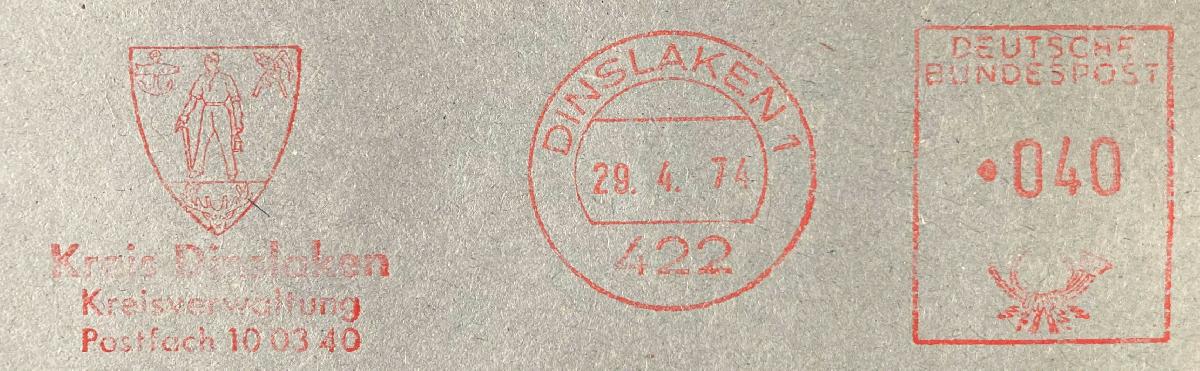 Kreis Dinslaken
Kreisverwaltung
Postfach 10 03 40
DINSLAKEN 1
29. 4. 74
422
DEUTSCHE
BUNDESPOST
040